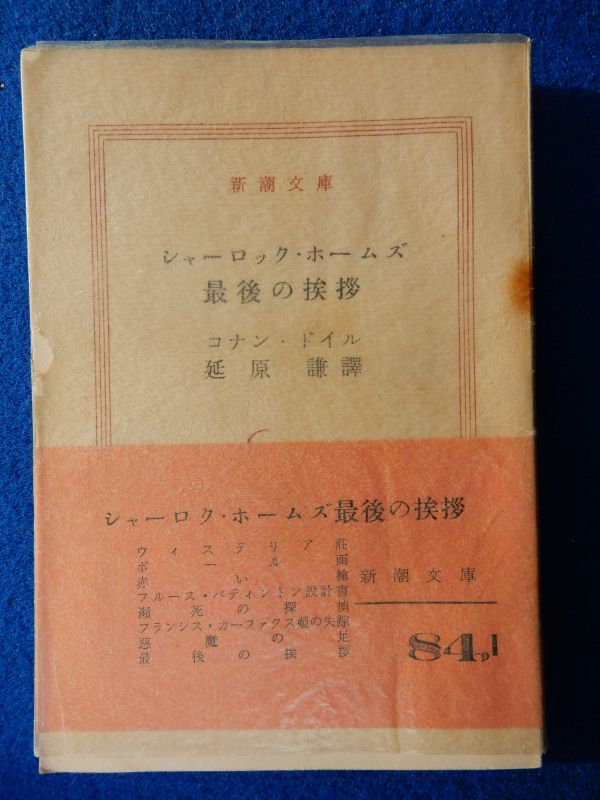 新潮文庫
シャーロック・ホームズ
最後の挨拶
コナン・ドイル
延原 謙譯
シャーロク・ホームズ最後の挨拶
ウィステリア荘
ボール函
赤い輪
フルース・パティントン設計書
瀕死の探偵
フランシス・カーファクス姫の失踪
悪魔の足
最後の挨拶
新潮文庫
84,1